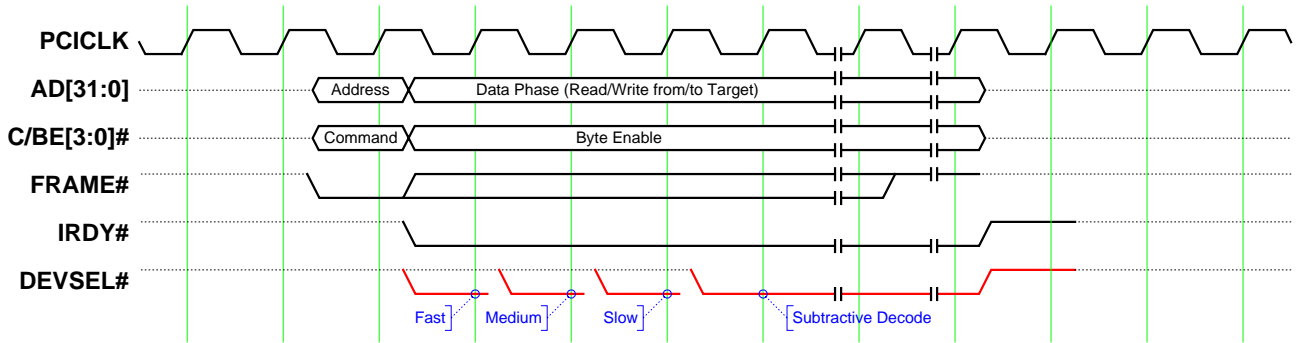 PCICLK
AD[31:0] Address Data Phase (Read/Write from/to Target)
C/BE[3:0]# Command Byte Enable
FRAME#
IRDY#
DEVSEL#
Fast Medium Slow Subtractive Decode